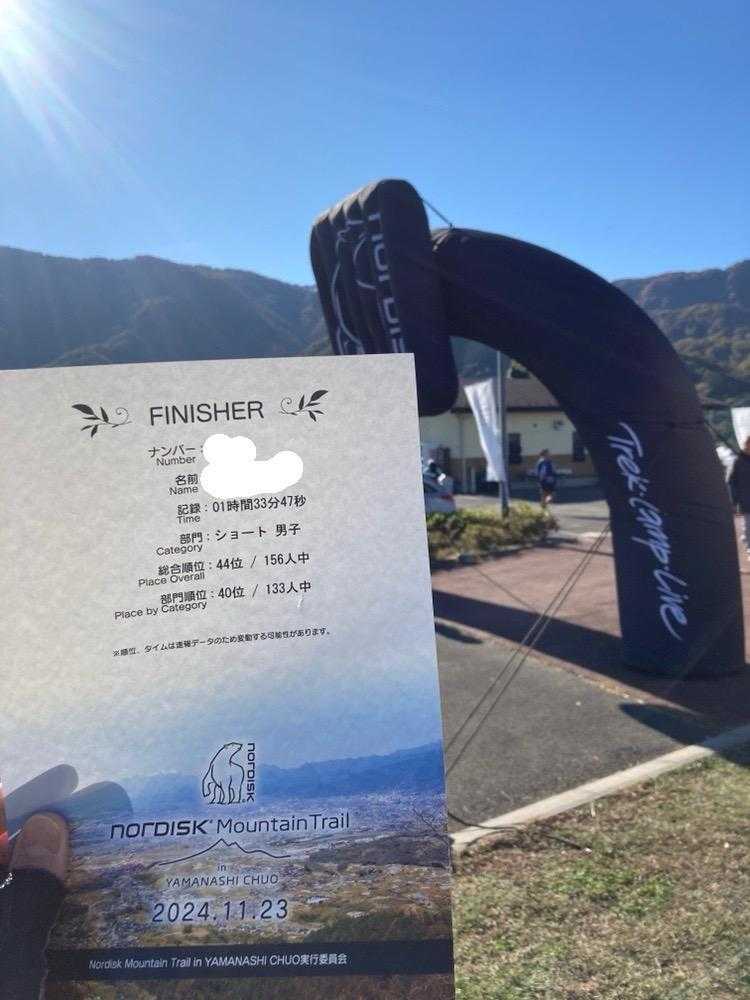 FINISHER
ナンバー :
Number
名前
Name
記録 : 01時間33分47秒
Time
部門 : ショート 男子
Category
総合順位 : 44位 / 156人中
Place Overall
部門順位 : 40位 / 133人中
Place by Category
※順位、タイムは速報データのため変動する可能性があります。
NORDISK®
NORDISK® Mountain Trail
in
YAMANASHI CHUO
2024.11.23
Nordisk Mountain Trail in YAMANASHI CHUO実行委員会
NORDISK
Trek·Camp·Live